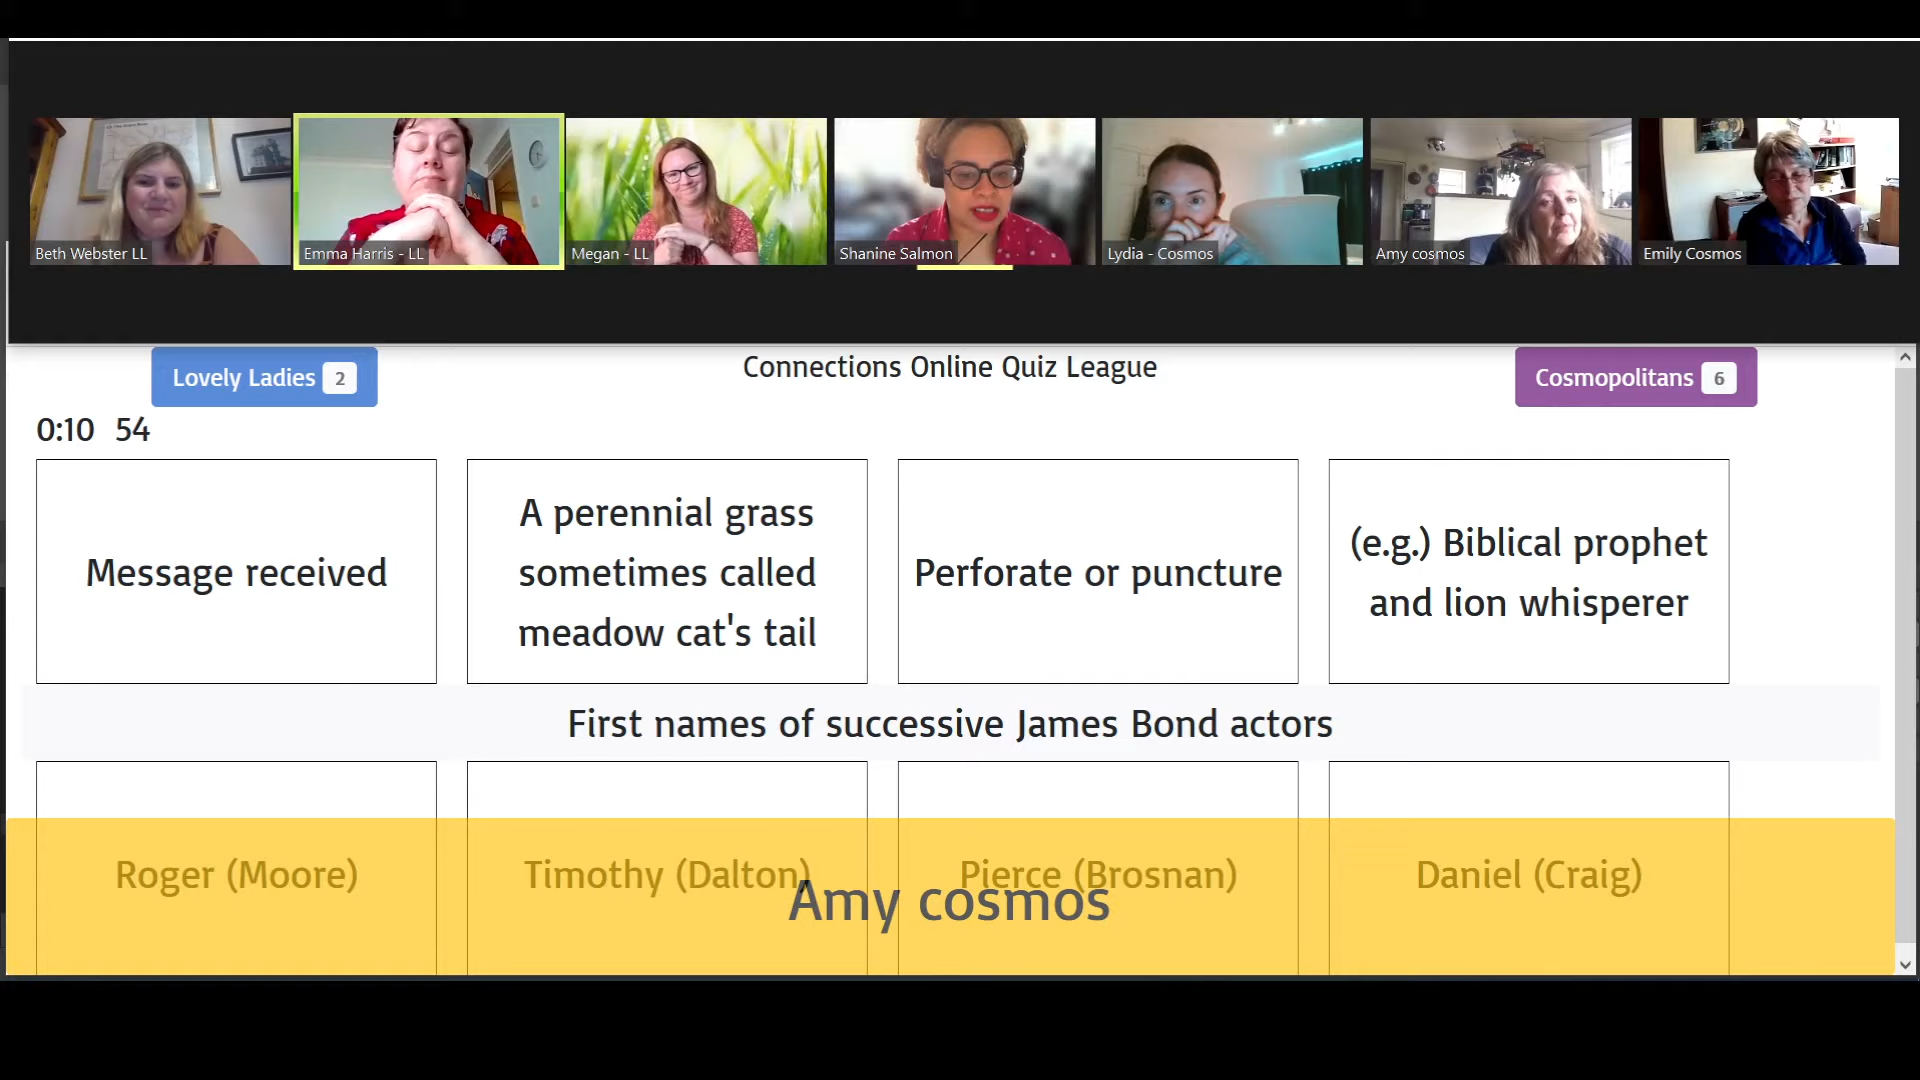 Beth Webster LL
Emma Harris - LL
Megan - LL
Shanine Salmon
Lydia - Cosmos
Amy cosmos
Emily Cosmos
Lovely Ladies 2
Connections Online Quiz League
Cosmopolitans 6
0:10 54
Message received
A perennial grass
sometimes called
meadow cat's tail
Perforate or puncture
(e.g.) Biblical prophet
and lion whisperer
First names of successive James Bond actors
Roger (Moore)
Timothy (Dalton)
Pierce (Brosnan)
Daniel (Craig)
Amy cosmos